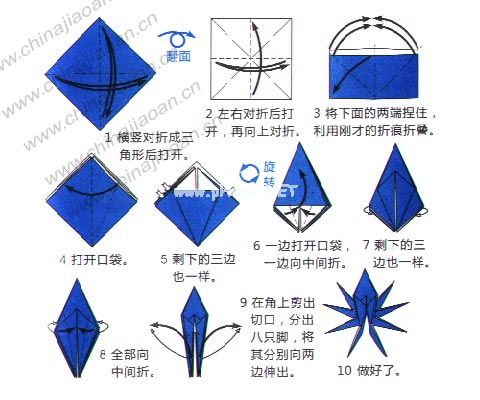 www.chinajiaoan.cn
www.chinajiaoan.cn
www.chinajiaoan.cn
翻面
1 横竖对折成三
角形后打开。
2 左右对折后打
开，再向上对折。
3 将下面的两端捏住，
利用刚才的折痕折叠。
4 打开口袋。
5 剩下的三边
也一样。
旋
转
6 一边打开口袋，
一边向中间折。
7 剩下的三
边也一样。
8 全部向
中间折。
9 在角上剪出
切口，分出
八只脚，将
其分别向两
边伸出。
10 做好了。